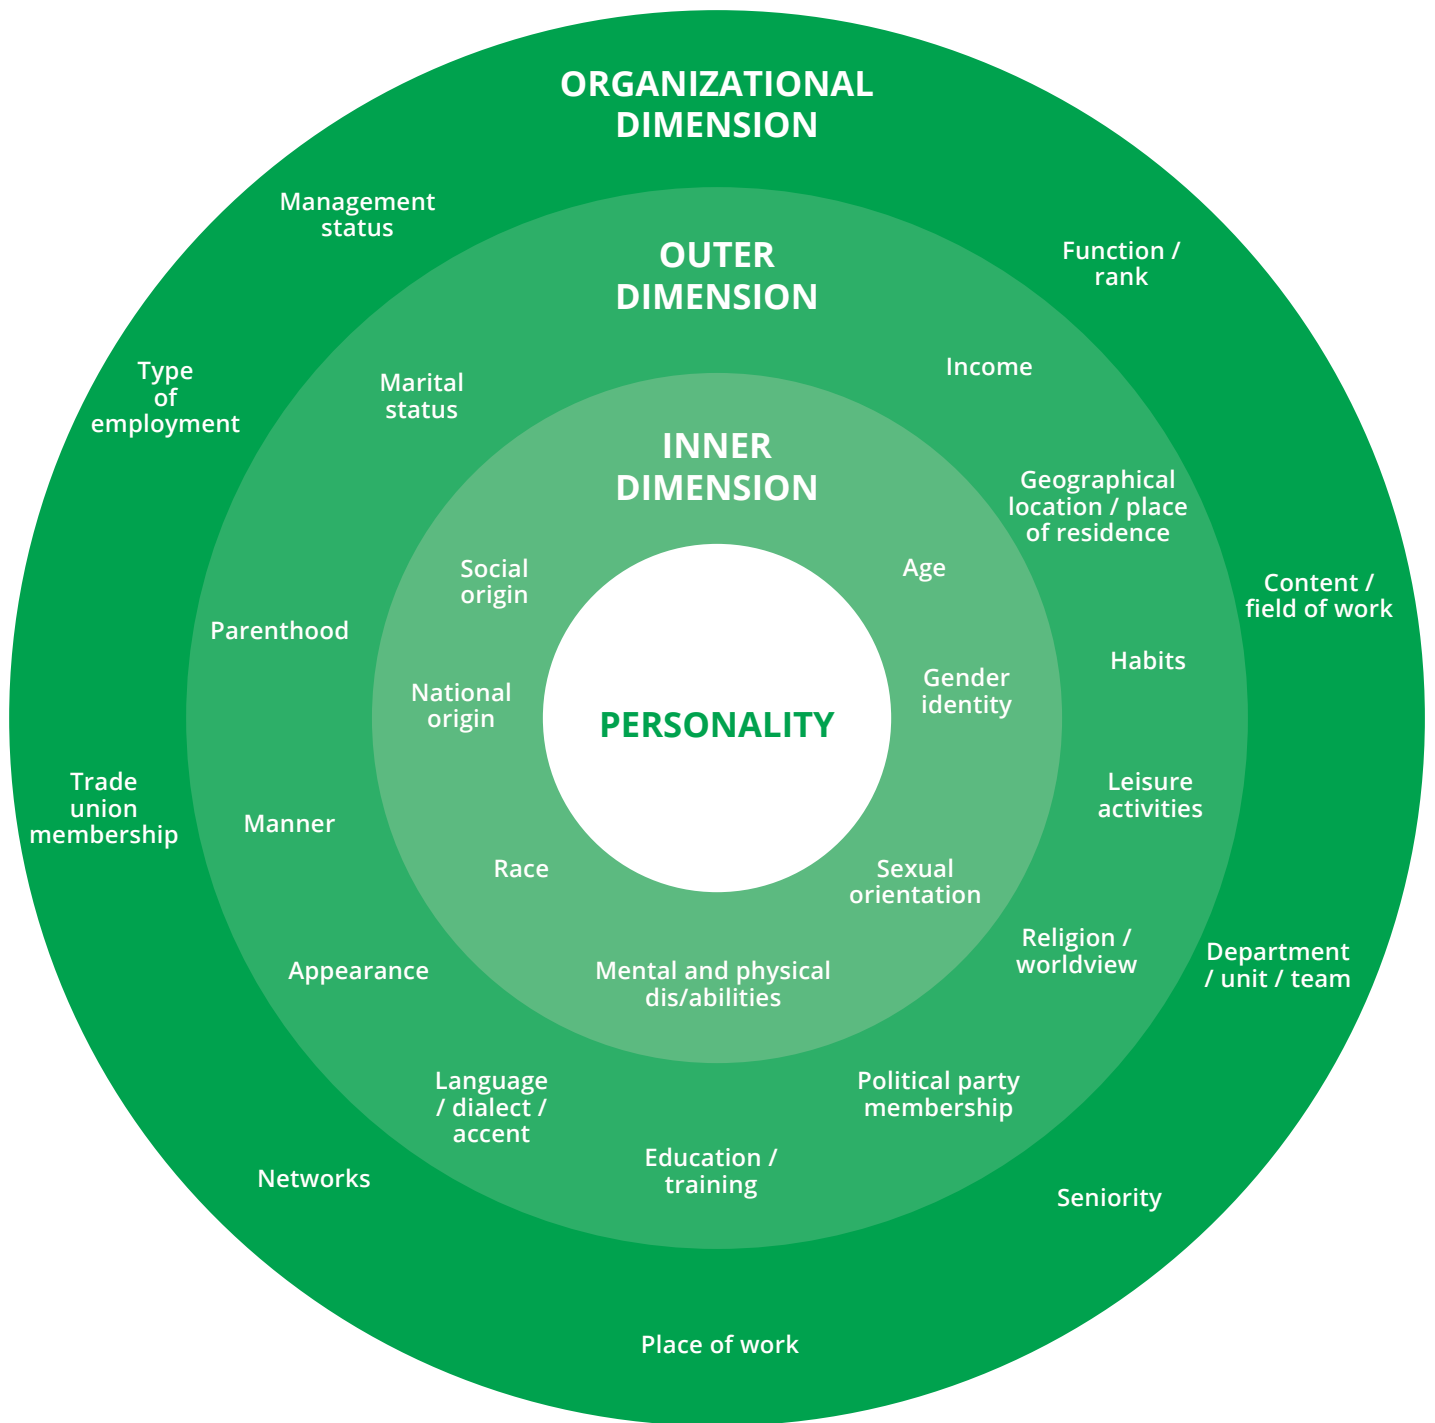 ORGANIZATIONAL
DIMENSION
Management
status
Function /
rank
Type
of
employment
Content /
field of work
Trade
union
membership
Department
/ unit / team
Networks
Seniority
Place of work
OUTER
DIMENSION
Marital
status
Income
Geographical
location / place
of residence
Parenthood
Habits
Manner
Leisure
activities
Appearance
Religion /
worldview
Language
/ dialect /
accent
Political party
membership
Education /
training
INNER
DIMENSION
Social
origin
Age
National
origin
Gender
identity
Race
Sexual
orientation
Mental and physical
dis/abilities
PERSONALITY